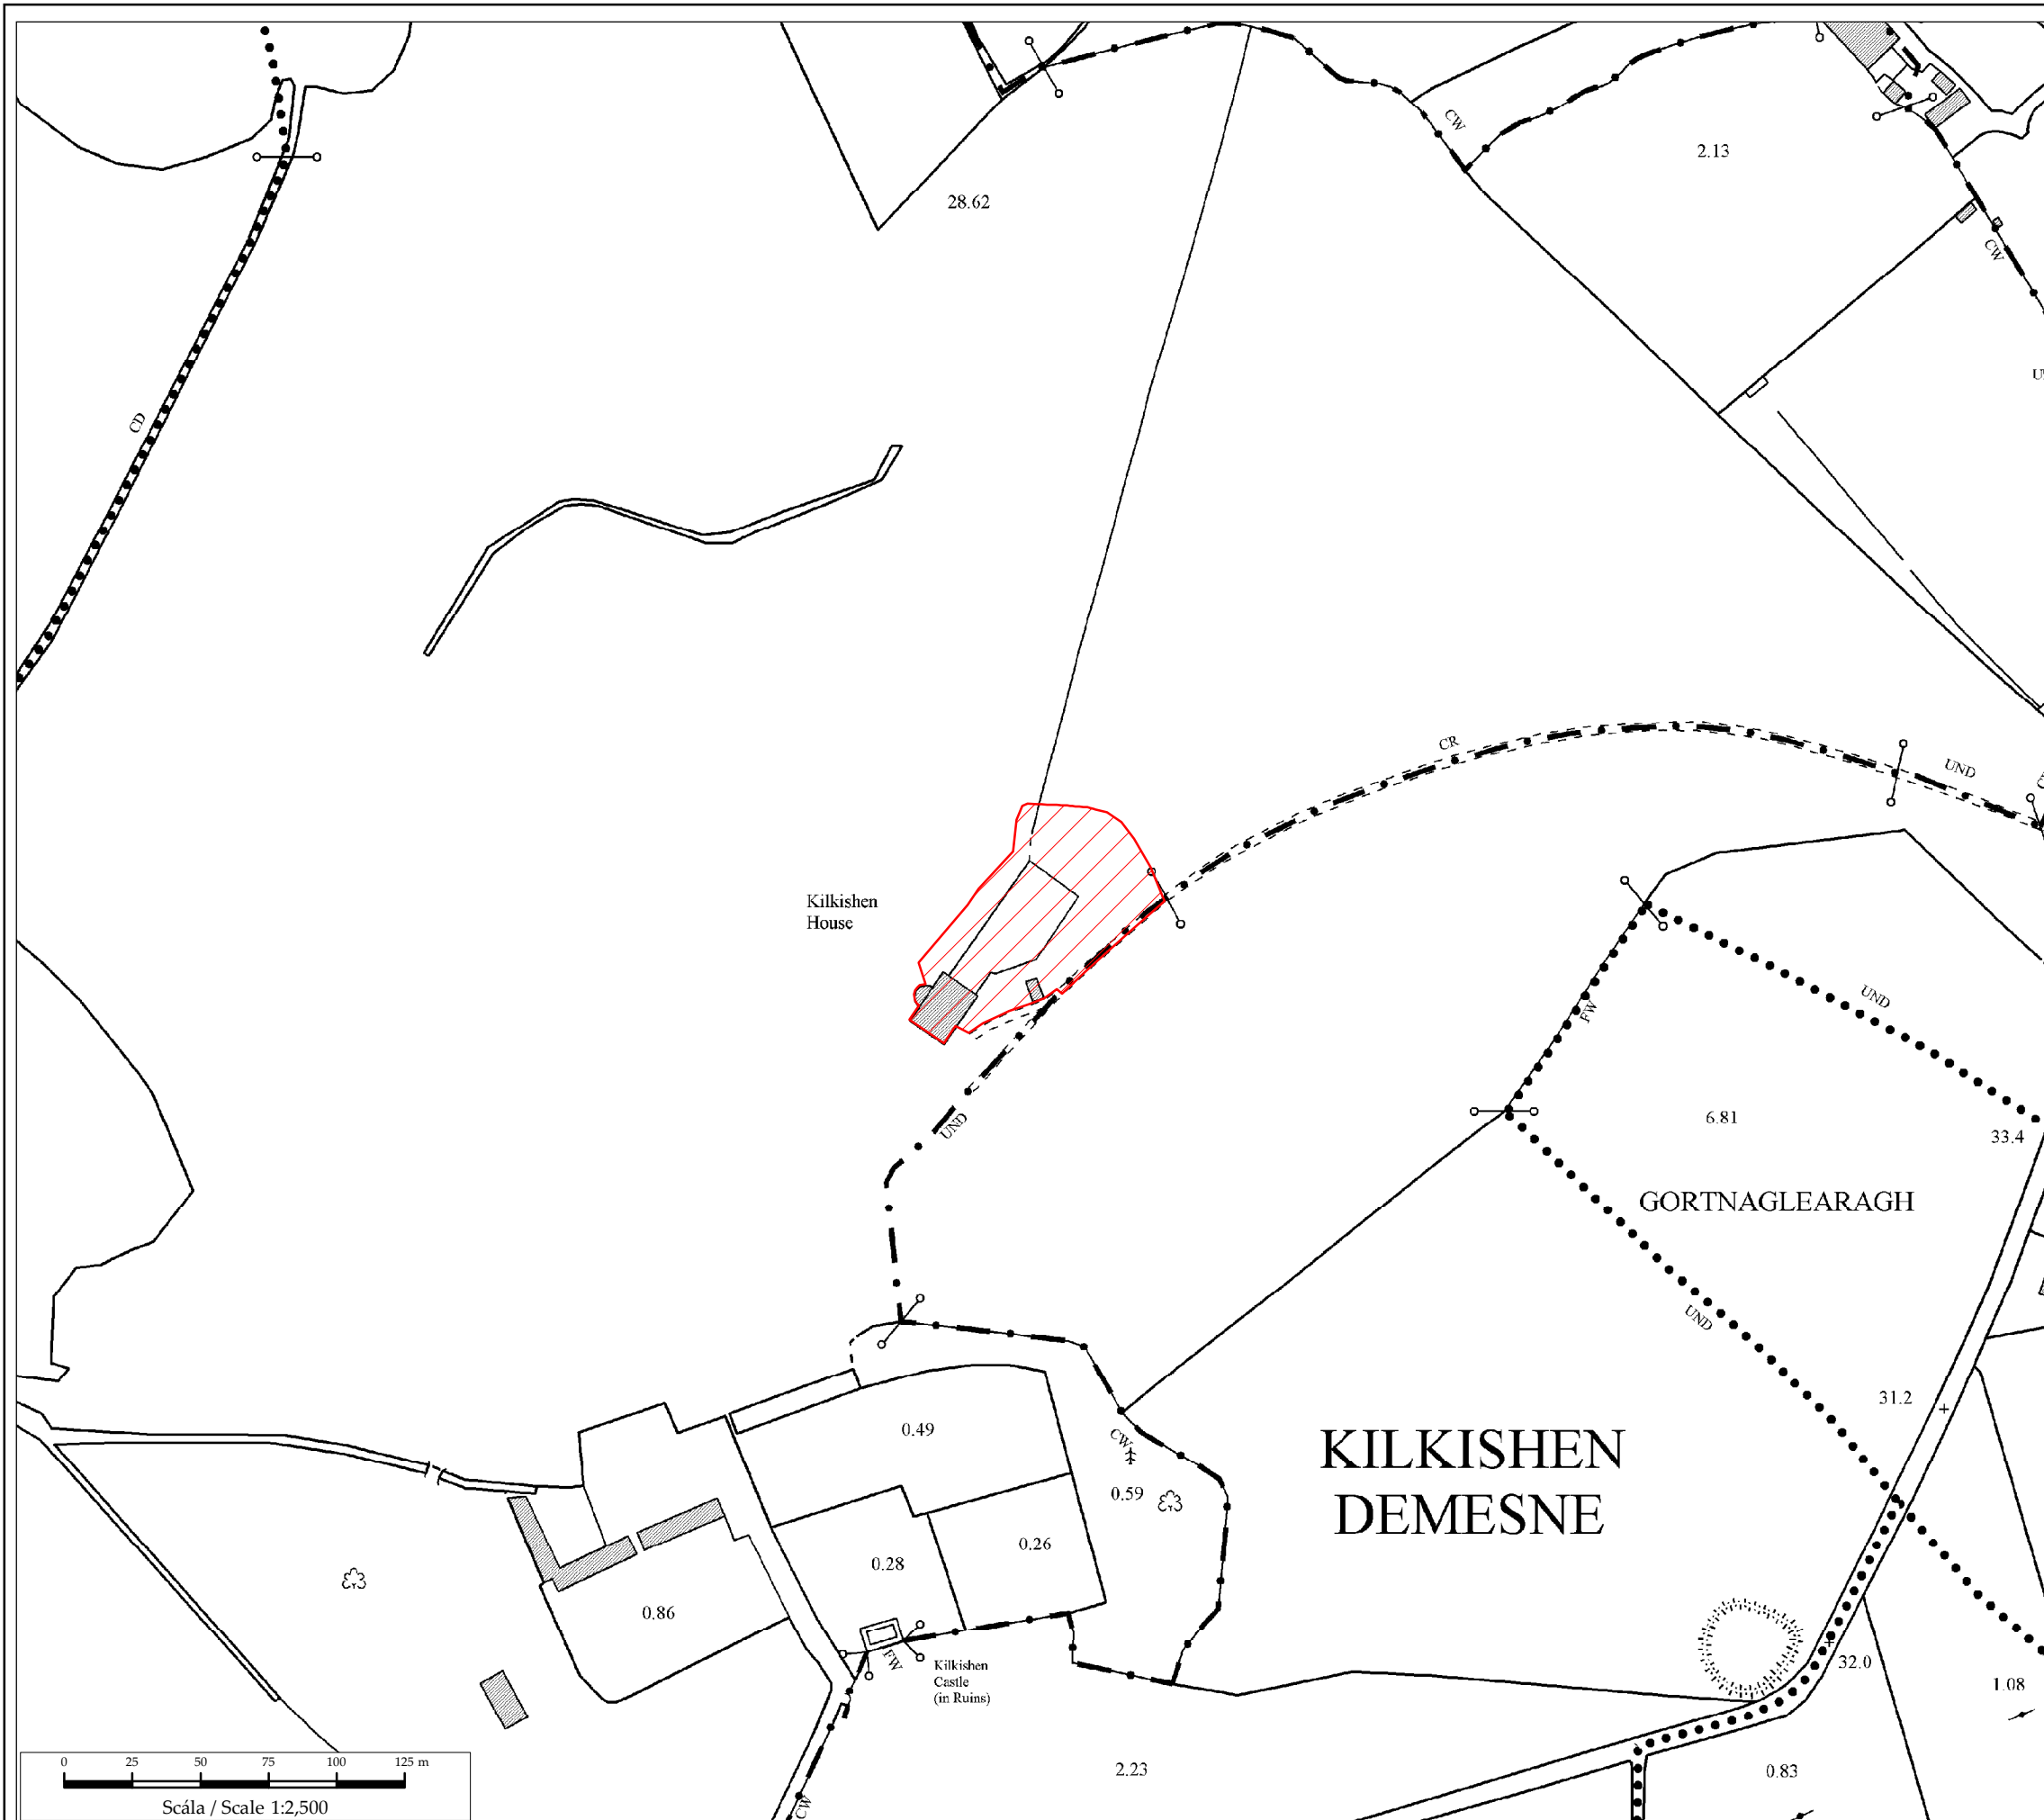 CW
2.13
28.62
CW
CD
CR
UND
Kilkishen
House
UND
FW
UND
6.81
33.4
GORTNAGLEARAGH
UND
31.2
0.49
CW
KILKISHEN
DEMESNE
0.59
0.26
0.28
0.86
FW
Kilkishen
Castle
(in Ruins)
32.0
1.08
2.23
0.83
CW
0 25 50 75 100 125 m
Scála / Scale 1:2,500